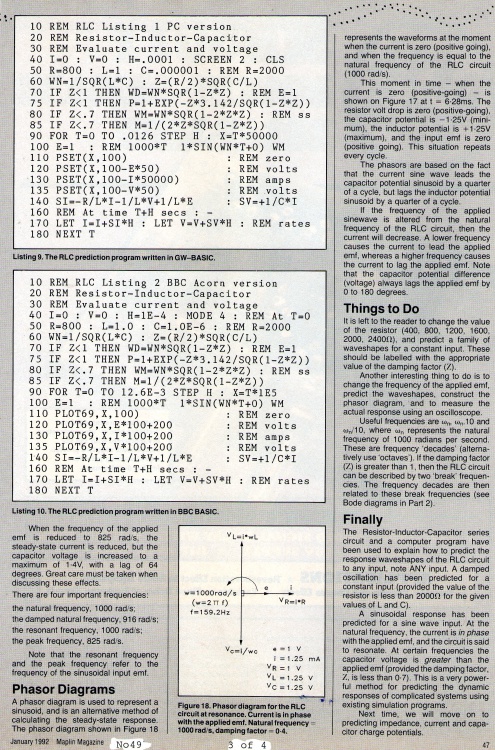 10 REM RLC Listing 1 PC version
20 REM Resistor-Inductor-Capacitor
30 REM Evaluate current and voltage
40 I=0 : V=0 : H=.0001 : SCREEN 2 : CLS
50 R=800 : L=1 : C=.000001 : REM R=2000
60 WN=1/SQR(L*C) : Z=(R/2)*SQR(C/L)
70 IF Z<1 THEN WD=WN*SQR(1-Z*Z) : REM E=1
75 IF Z<1 THEN P=1+EXP(-Z*3.142/SQR(1-Z*Z))
80 IF Z<.7 THEN WM=WN*SQR(1-2*Z*Z) : REM ss
85 IF Z<.7 THEN M=1/(2*Z*SQR(1-Z*Z))
90 FOR T=0 TO .0126 STEP H : X=T*50000
100 E=1 : REM 1000*T 1*SIN(WN*T+0) WM
110 PSET(X,100) : REM zero
120 PSET(X,100-E*50) : REM volts
130 PSET(X,100-I*50000) : REM amps
135 PSET(X,100-V*50) : REM volts
140 SI=-R/L*I-1/L*V+1/L*E : SV=+1/C*I
160 REM At time T+H secs : -
170 LET I=I+SI*H : LET V=V+SV*H : REM rates
180 NEXT T
Listing 9. The RLC prediction program written in GW-BASIC.
10 REM RLC Listing 2 BBC Acorn version
20 REM Resistor-Inductor-Capacitor
30 REM Evaluate current and voltage
40 I=0 : V=0 : H=1E-4 : MODE 4 : REM At T=0
50 R=800 : L=1.0 : C=1.0E-6 : REM R=2000
60 WN=1/SQR(L*C) : Z=(R/2)*SQR(C/L)
70 IF Z<1 THEN WD=WN*SQR(1-Z*Z) : REM E=1
75 IF Z<1 THEN P=1+EXP(-Z*3.142/SQR(1-Z*Z))
80 IF Z<.7 THEN WM=WN*SQR(1-2*Z*Z) : REM ss
85 IF Z<.7 THEN M=1/(2*Z*SQR(1-Z*Z))
90 FOR T=0 TO 12.6E-3 STEP H : X=T*1E5
100 E=1 : REM 1000*T 1*SIN(WN*T+0) WM
110 PLOT69,X,100) : REM zero
120 PLOT69,X,E*100+200 : REM volts
130 PLOT69,X,I*100+200 : REM amps
135 PLOT69,X,V*100+200 : REM volts
140 SI=-R/L*I-1/L*V+1/L*E : SV=+1/C*I
160 REM At time T+H secs : -
170 LET I=I+SI*H : LET V=V+SV*H : REM rates
180 NEXT T
Listing 10. The RLC prediction program written in BBC BASIC.
When the frequency of the applied
emf is reduced to 825 rad/s, the
steady-state current is reduced, but the
capacitor voltage is increased to a
maximum of 1·4V, with a lag of 64
degrees. Great care must be taken when
discussing these effects.
There are four important frequencies:
the natural frequency, 1000 rad/s;
the damped natural frequency, 916 rad/s;
the resonant frequency, 1000 rad/s;
the peak frequency, 825 rad/s.
Note that the resonant frequency
and the peak frequency refer to the
frequency of the sinusoidal input emf.
Phasor Diagrams
A phasor diagram is used to represent a
sinusoid, and is an alternative method of
calculating the steady-state response.
The phasor diagram shown in Figure 18
VL=i*wL
w=1000rad/s
(w=2πf)
f=159.2Hz
e
i
VR=i*R
Vc=i/wc
e = 1 V
i = 1.25 mA
VR = 1 V
VL = 1.25 V
VC = 1.25 V
Figure 18. Phasor diagram for the RLC
circuit at resonance. Current is in phase
with the applied emf. Natural frequency =
1000 rad/s, damping factor = 0·4.
represents the waveforms at the moment
when the current is zero (positive going),
and when the frequency is equal to the
natural frequency of the RLC circuit
(1000 rad/s).
This moment in time – when the
current is zero (positive-going) – is
shown in Figure 17 at t = 6·28ms. The
resistor volt drop is zero (positive-going),
the capacitor potential is −1·25V (mini-
mum), the inductor potential is +1·25V
(maximum), and the input emf is zero
(positive going). This situation repeats
every cycle.
The phasors are based on the fact
that the current sine wave leads the
capacitor potential sinusoid by a quarter
of a cycle, but lags the inductor potential
sinusoid by a quarter of a cycle.
If the frequency of the applied
sinewave is altered from the natural
frequency of the RLC circuit, then the
current will decrease. A lower frequency
causes the current to lead the applied
emf, whereas a higher frequency causes
the current to lag the applied emf. Note
that the capacitor potential difference
(voltage) always lags the applied emf by
0 to 180 degrees.
Things to Do
It is left to the reader to change the value
of the resistor (400, 800, 1200, 1600,
2000, 2400Ω), and predict a family of
waveshapes for a constant input. These
should be labelled with the appropriate
value of the damping factor (Z).
Another interesting thing to do is to
change the frequency of the applied emf,
predict the waveshapes, construct the
phasor diagram, and to measure the
actual response using an oscilloscope.
Useful frequencies are ωn, ωn.10 and
ωn/10, where ωn represents the natural
frequency of 1000 radians per second.
These are frequency 'decades' (alterna-
tively use 'octaves'). If the damping factor
(Z) is greater than 1, then the RLC circuit
can be described by two 'break' frequen-
cies. The frequency decades are then
related to these break frequencies (see
Bode diagrams in Part 2).
Finally
The Resistor-Inductor-Capacitor series
circuit and a computer program have
been used to explain how to predict the
response waveshapes of the RLC circuit
to any input, note ANY input. A damped
oscillation has been predicted for a
constant input (provided the value of the
resistor is less than 2000Ω for the given
values of L and C).
A sinusoidal response has been
predicted for a sine wave input. At the
natural frequency, the current is in phase
with the applied emf, and the circuit is said
to resonate. At certain frequencies the
capacitor voltage is greater than the
applied emf (provided the damping factor,
Z, is less than 0·7). This is a very power-
ful method for predicting the dynamic
responses of complicated systems using
existing simulation programs.
Next time, we will move on to
predicting impedance, current and capa-
citor charge potentials.
January 1992 Maplin Magazine No49 3 of 4